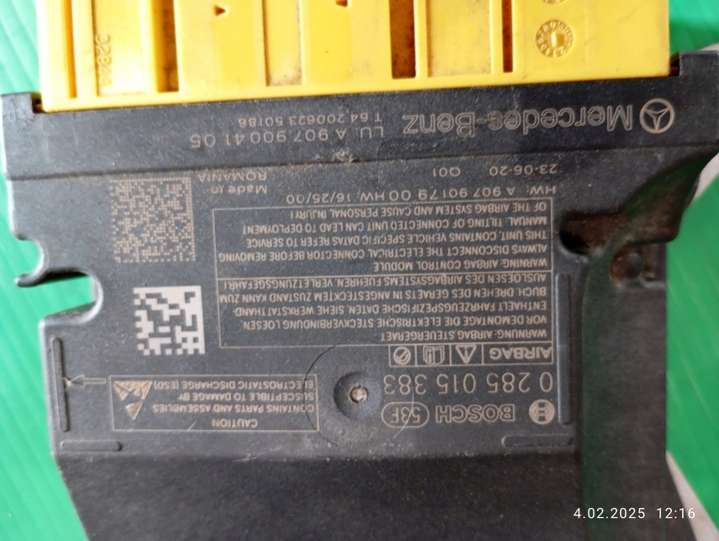 BOSCH 53F
0 285 015 383
AIRBAG
WARNUNG: AIRBAG STEUERGERAET
VOR DEMONTAGE DIE ELEKTRISCHE STECKVERBINDUNG LOESEN.
ENTHAELT FAHRZEUGSPEZIFISCHE DATEN, SIEHE WERKSTATTHAND-
BUCH. DREHEN DES GERAETS IM ANGESTECKTEM ZUSTAND KANN ZUM
AUSLOESEN DES AIRBAGSYSTEMS FUEHREN. VERLETZUNGSGEFAHR!
WARNING: AIRBAG CONTROL MODULE
ALWAYS DISCONNECT THE ELECTRICAL CONNECTOR BEFORE REMOVING
THIS UNIT. CONTAINS VEHICLE SPECIFIC DATA REFER TO SERVICE
MANUAL. TILTING OF CONNECTED UNIT CAN LEAD TO DEPLOYMENT
OF THE AIRBAG SYSTEM AND CAUSE PERSONAL INJURY!
CAUTION
CONTAINS PARTS AND ASSEMBLIES
SUSCEPTIBLE TO DAMAGE BY
ELECTROSTATIC DISCHARGE (ESD)
HW: A 907 901 79 00 HW: 16/25/00
23-06-20 Q01
Made in
ROMANIA
Mercedes-Benz
LU: A 907 900 41 05
T 64 200623 50186
4.02.2025 12:16